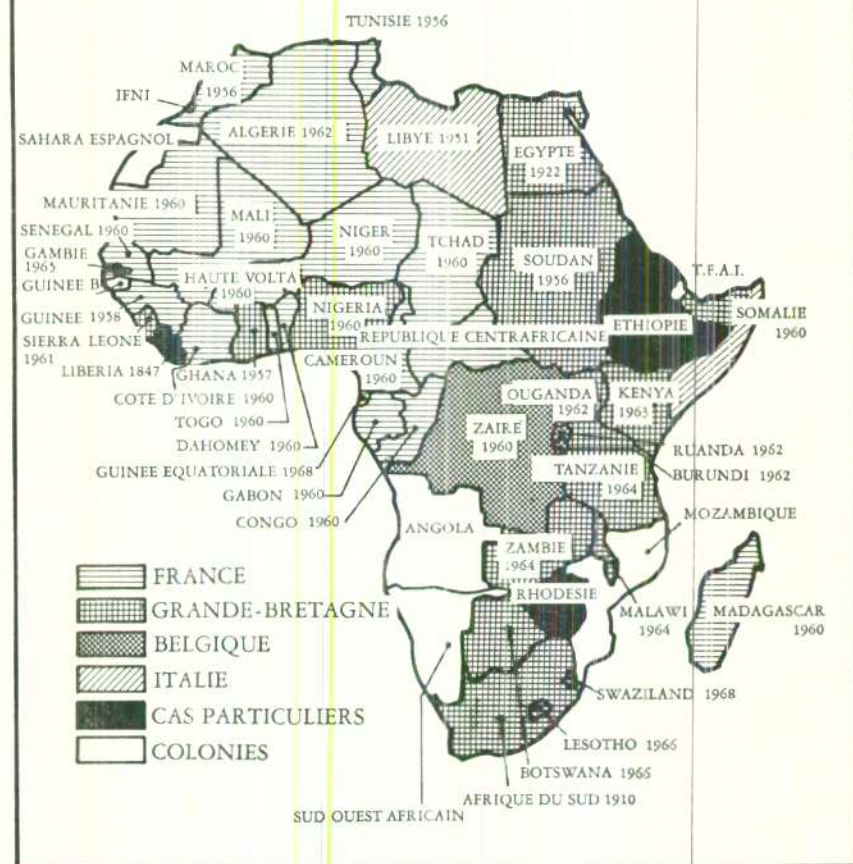 TUNISIE 1956
MAROC
1956
IFNI
SAHARA ESPAGNOL
ALGERIE 1962
LIBYE 1951
EGYPTE
1922
MAURITANIE 1960
MALI
1960
NIGER
1960
TCHAD
1960
SOUDAN
1956
SENEGAL 1960
GAMBIE
1965
GUINEE B
HAUTE VOLTA
1960
NIGERIA
1960
T.F.A.I.
ETHIOPIE
SOMALIE
1960
GUINEE 1958
SIERRA LEONE
1961
LIBERIA 1847
REPUBLIQUE CENTRAFRICAINE
CAMEROUN
1960
GHANA 1957
COTE D'IVOIRE 1960
TOGO 1960
DAHOMEY 1960
GUINEE EQUATORIALE 1968
GABON 1960
CONGO 1960
OUGANDA
1962
KENYA
1963
ZAIRE
1960
RUANDA 1962
BURUNDI 1962
TANZANIE
1964
MOZAMBIQUE
ANGOLA
ZAMBIE
1964
RHODESIE
MALAWI
1964
MADAGASCAR
1960
FRANCE
GRANDE-BRETAGNE
BELGIQUE
ITALIE
CAS PARTICULIERS
COLONIES
SWAZILAND 1968
LESOTHO 1966
BOTSWANA 1966
AFRIQUE DU SUD 1910
SUD OUEST AFRICAIN